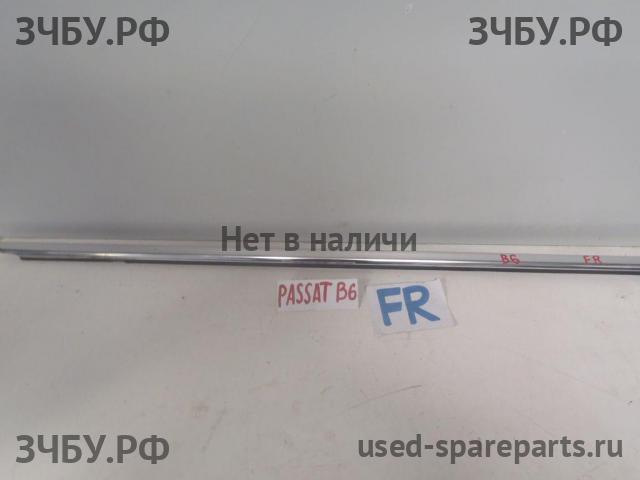 ЗЧБУ.РФ ЗЧБУ.РФ
Нет в наличи
B6 FR
PASSAT B6
FR
ЗЧБУ.РФ used-spareparts.ru